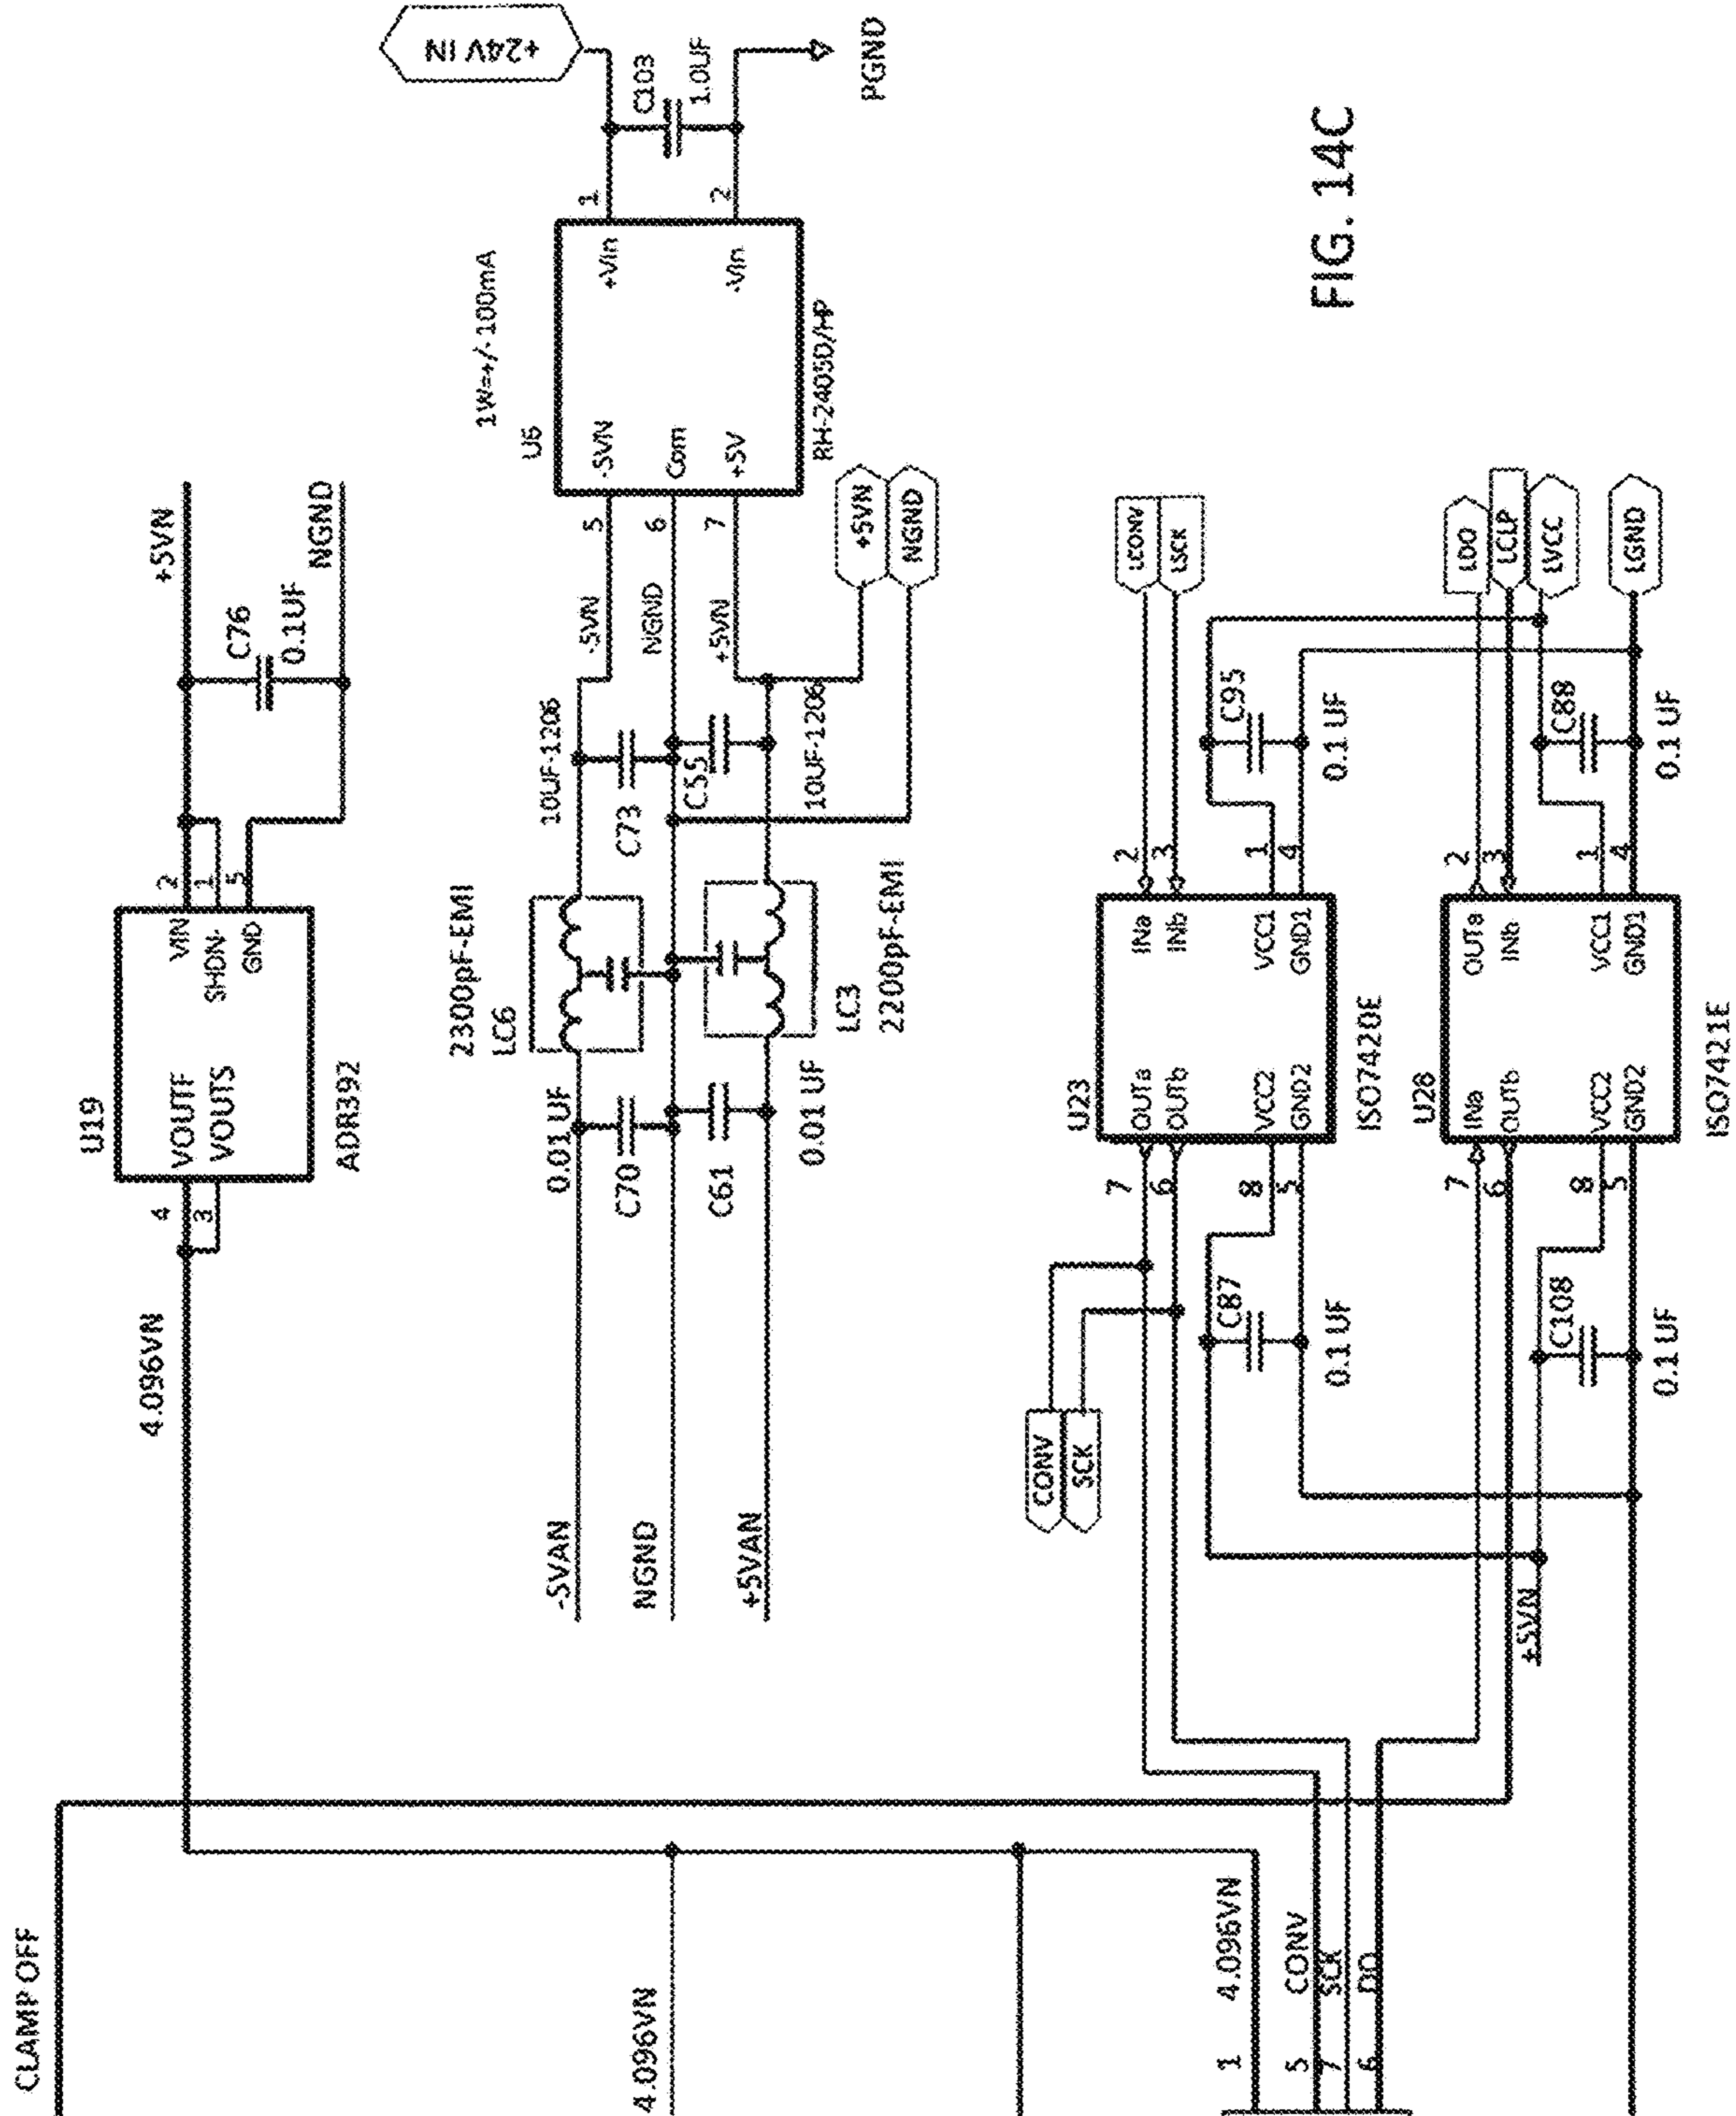 CLAMP OFF
4.096VN
4.096VN
1
4.096VN
5
CONV
7
SCK
6
DO
U19
VOUTF
VOUTS
VIN
SHDN-
GND
ADR392
4
3
2
1
5
+5VN
C76
0.1UF
NGND
-5VAN
NGND
+5VAN
0.01 UF
C70
C61
0.01 UF
2300pF-EMI
LC6
LC3
2200pF-EMI
10UF-1206
C73
C55
10UF-1206
-5VN
NGND
+5VN
5
6
7
+5VN
NGND
1W=+/-100mA
U6
-5VN
Com
+5V
+Vin
-Vin
RH-2405D/HP
1
2
C103
1.0UF
+24V IN
PGND
CONV
SCK
U23
OUTa
OUTb
VCC2
GND2
INa
INb
VCC1
GND1
ISO7420E
7
6
8
5
2
3
1
4
C87
0.1 UF
C95
0.1 UF
LCONV
LSCK
+5VN
U28
INa
OUTb
VCC2
GND2
OUTa
INb
VCC1
GND1
ISO7421E
7
6
8
5
2
3
1
4
C108
0.1 UF
C88
0.1 UF
LDO
LCLP
LVCC
LGND
FIG. 14C